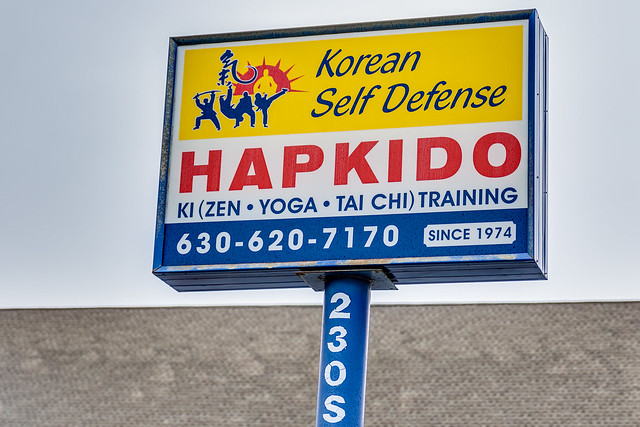 氣
Korean
Self Defense
HAPKIDO
KI (ZEN • YOGA • TAI CHI) TRAINING
630-620-7170 SINCE 1974
230S